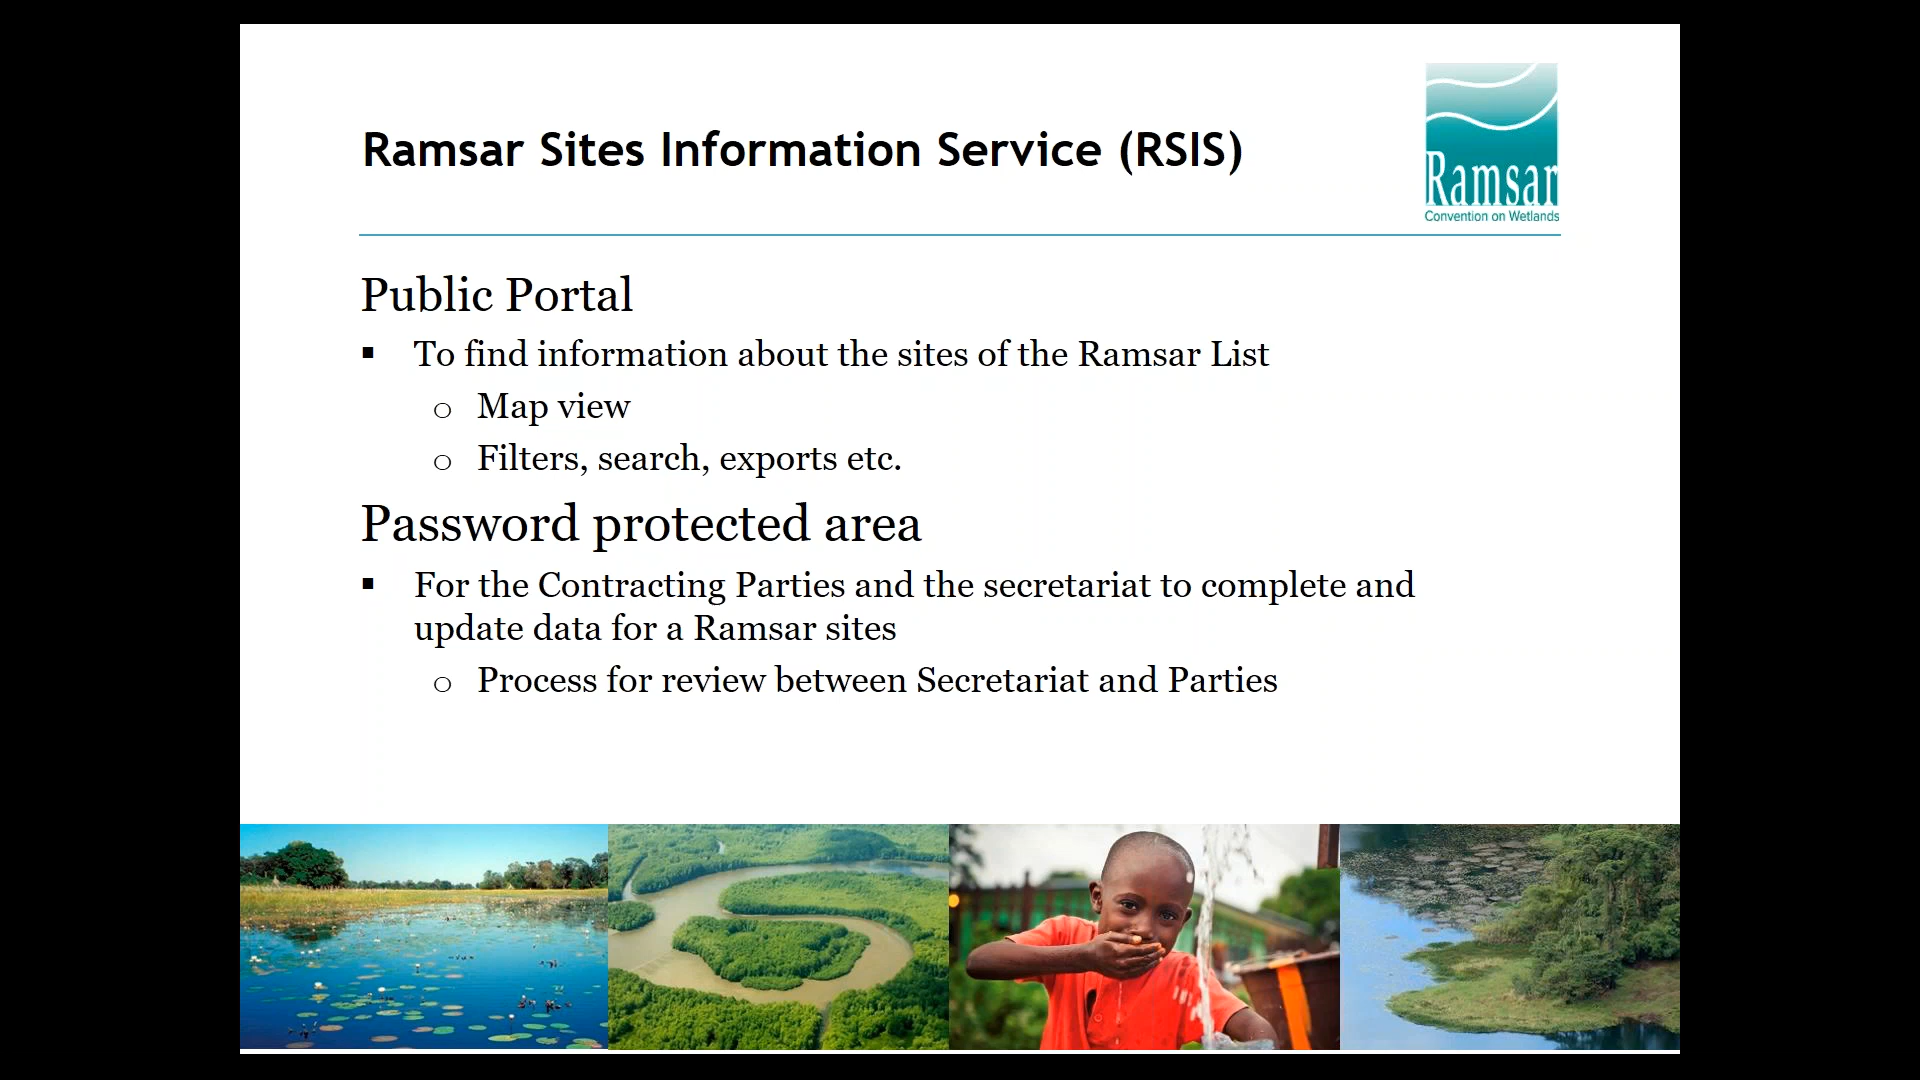 Ramsar Sites Information Service (RSIS)
Ramsar
Convention on Wetlands
Public Portal
▪ To find information about the sites of the Ramsar List
o Map view
o Filters, search, exports etc.
Password protected area
▪ For the Contracting Parties and the secretariat to complete and
update data for a Ramsar sites
o Process for review between Secretariat and Parties